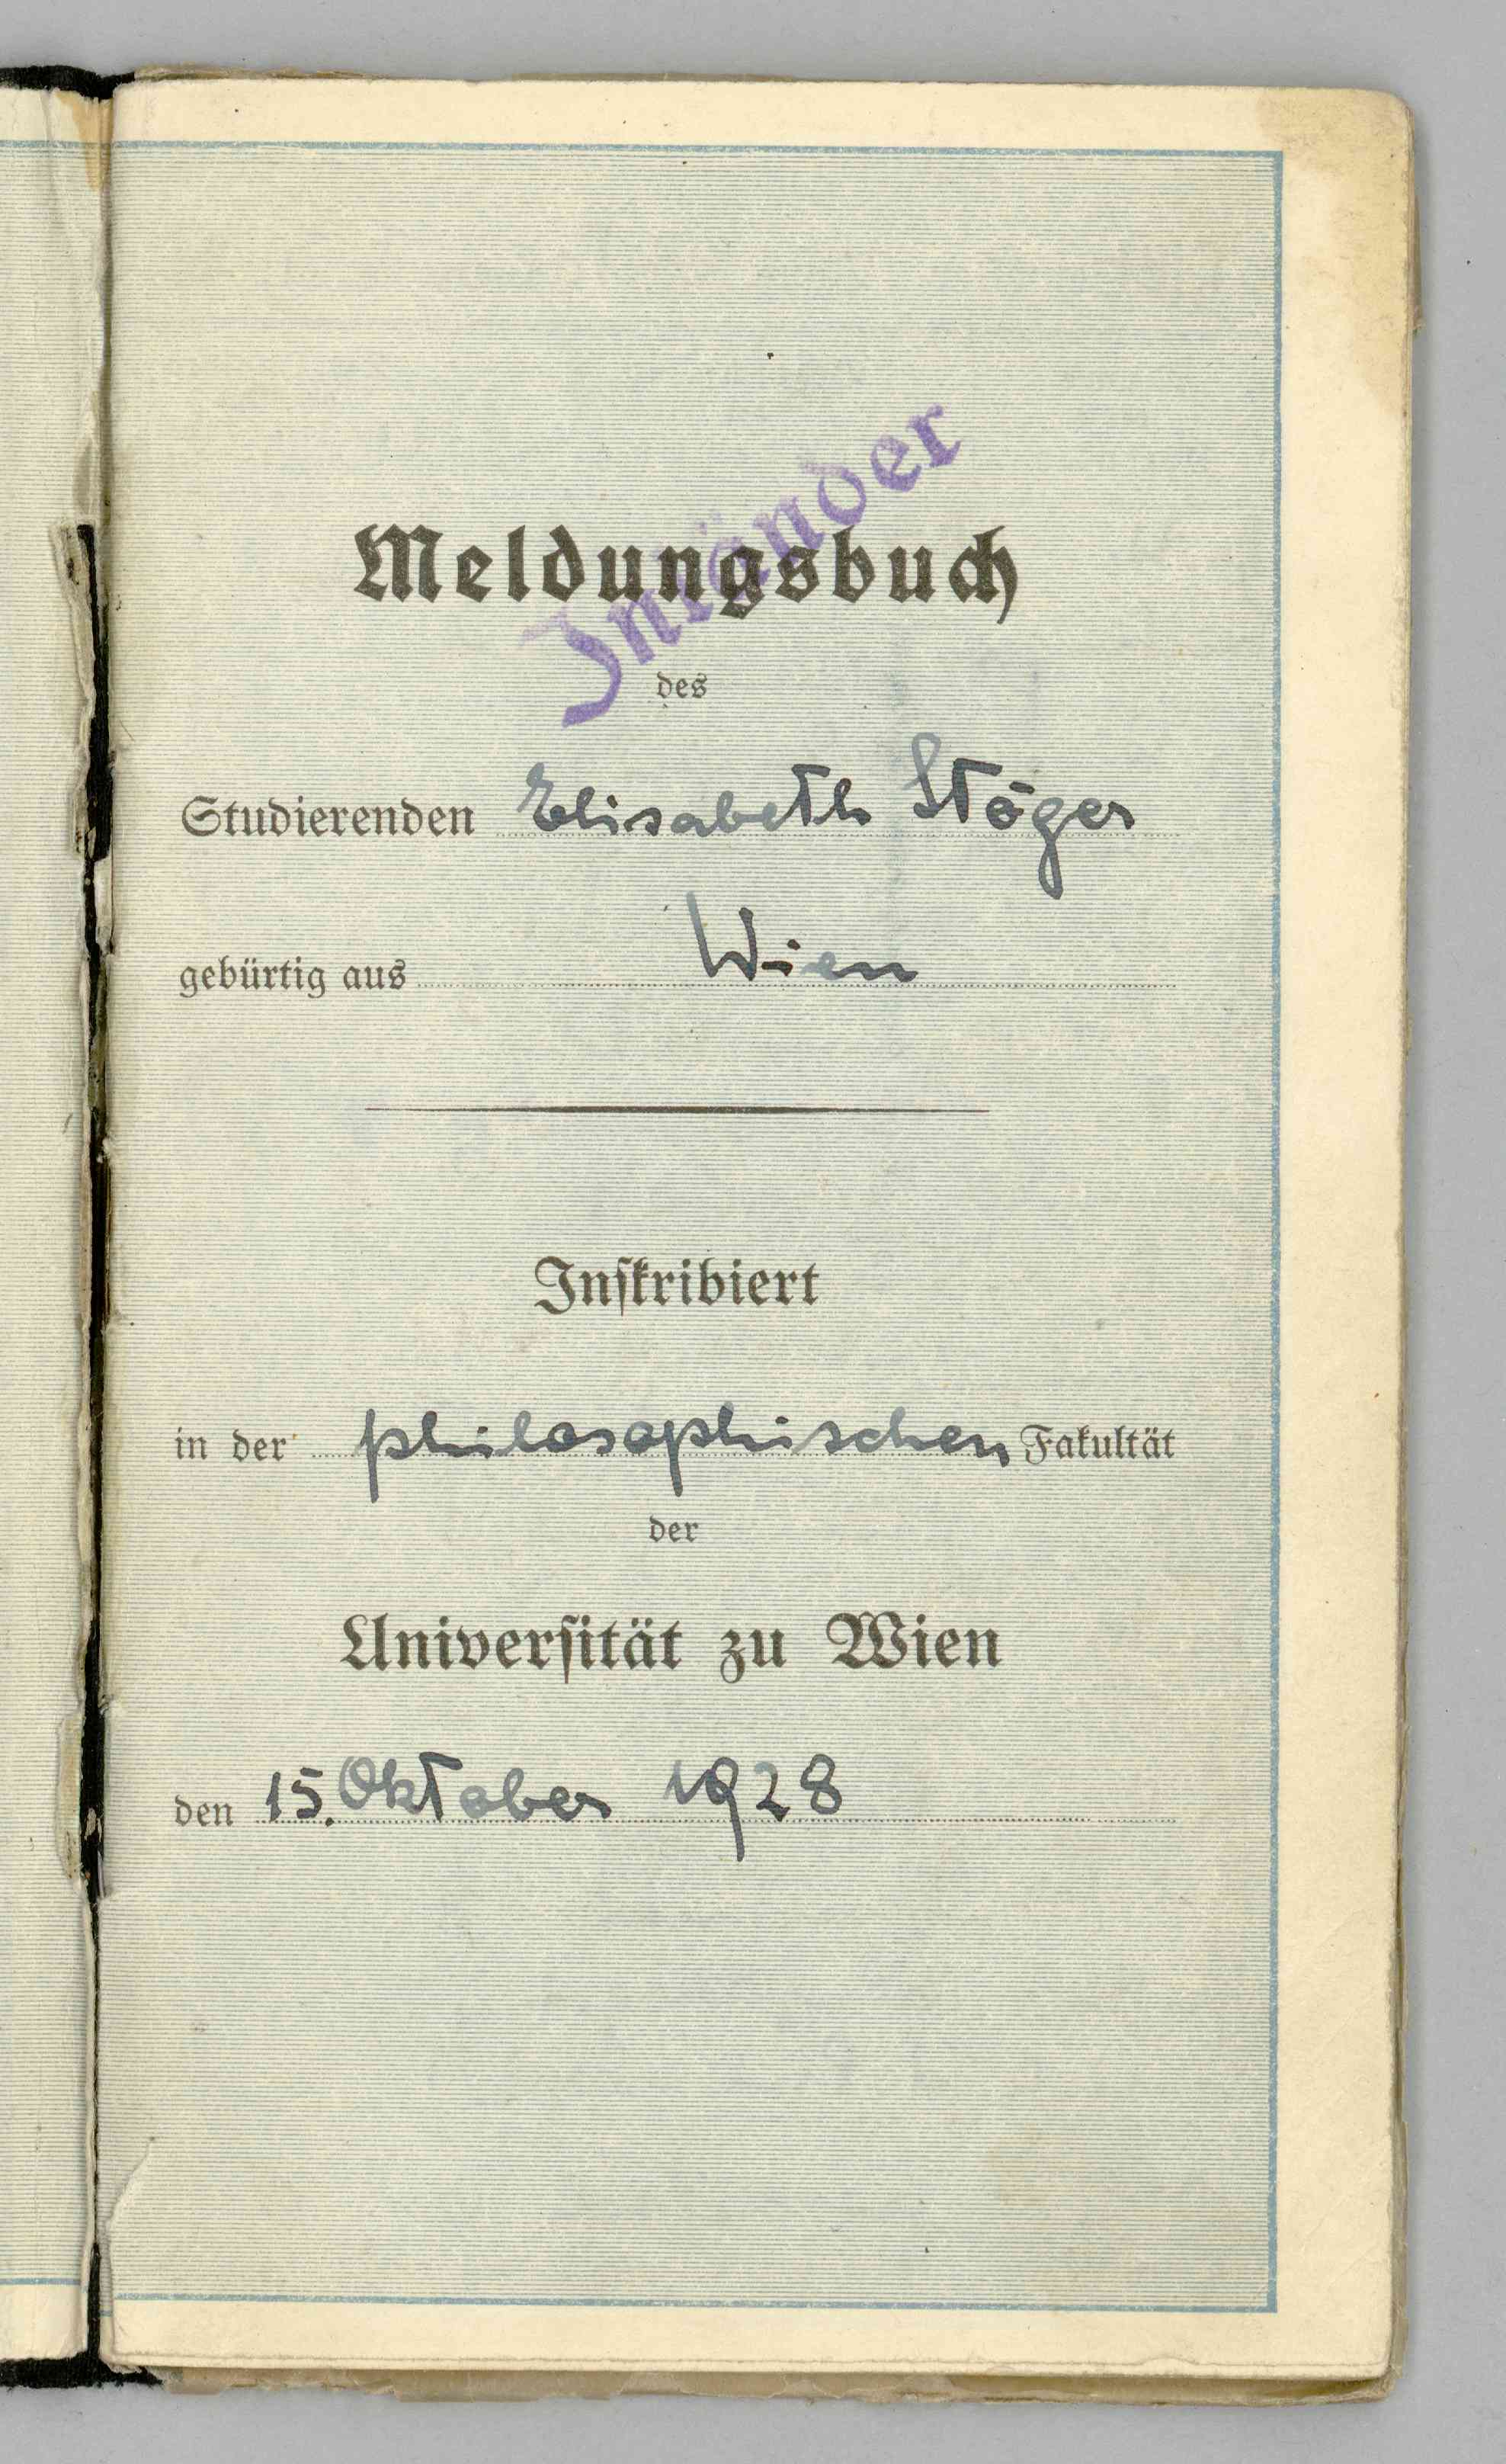 Inländer
Meldungsbuch
des
Studierenden Elisabeth Stöger
gebürtig aus Wien
Inskribiert
in der philosophischen Fakultät
der
Universität zu Wien
den 15. Oktober 1928